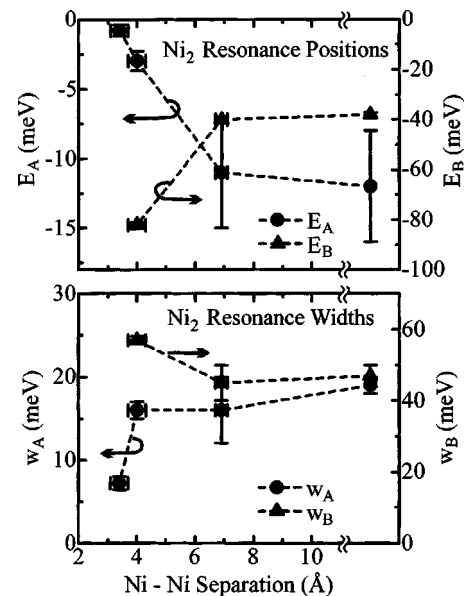 Ni2 Resonance Positions
0
-5
-10
-15
E_A (meV)
0
-20
-40
-60
-80
-100
E_B (meV)
E_A
E_B
Ni2 Resonance Widths
30
20
10
0
w_A (meV)
60
40
20
0
w_B (meV)
w_A
w_B
2
4
6
8
10
Ni - Ni Separation (Å)